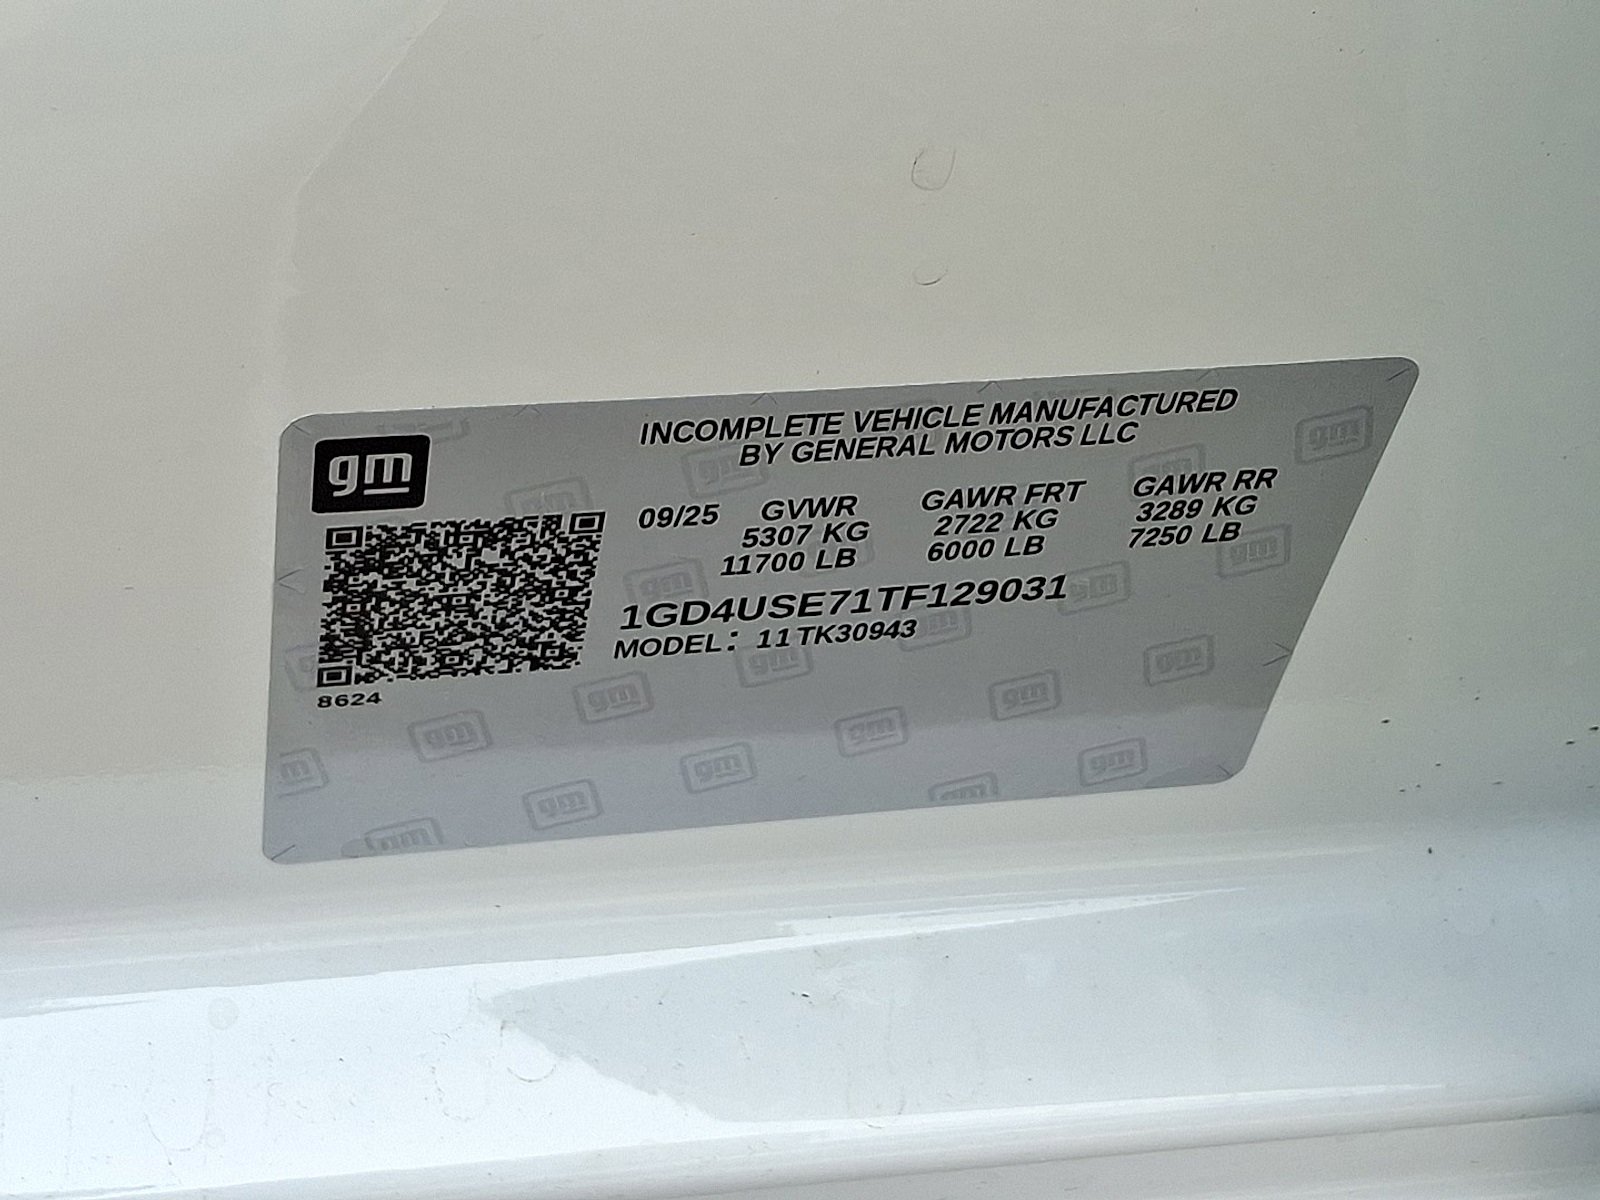 gm
INCOMPLETE VEHICLE MANUFACTURED
BY GENERAL MOTORS LLC
09/25 GVWR GAWR FRT GAWR RR
5307 KG 2722 KG 3289 KG
11700 LB 6000 LB 7250 LB
1GD4USE71TF129031
MODEL: 11TK30943
8624